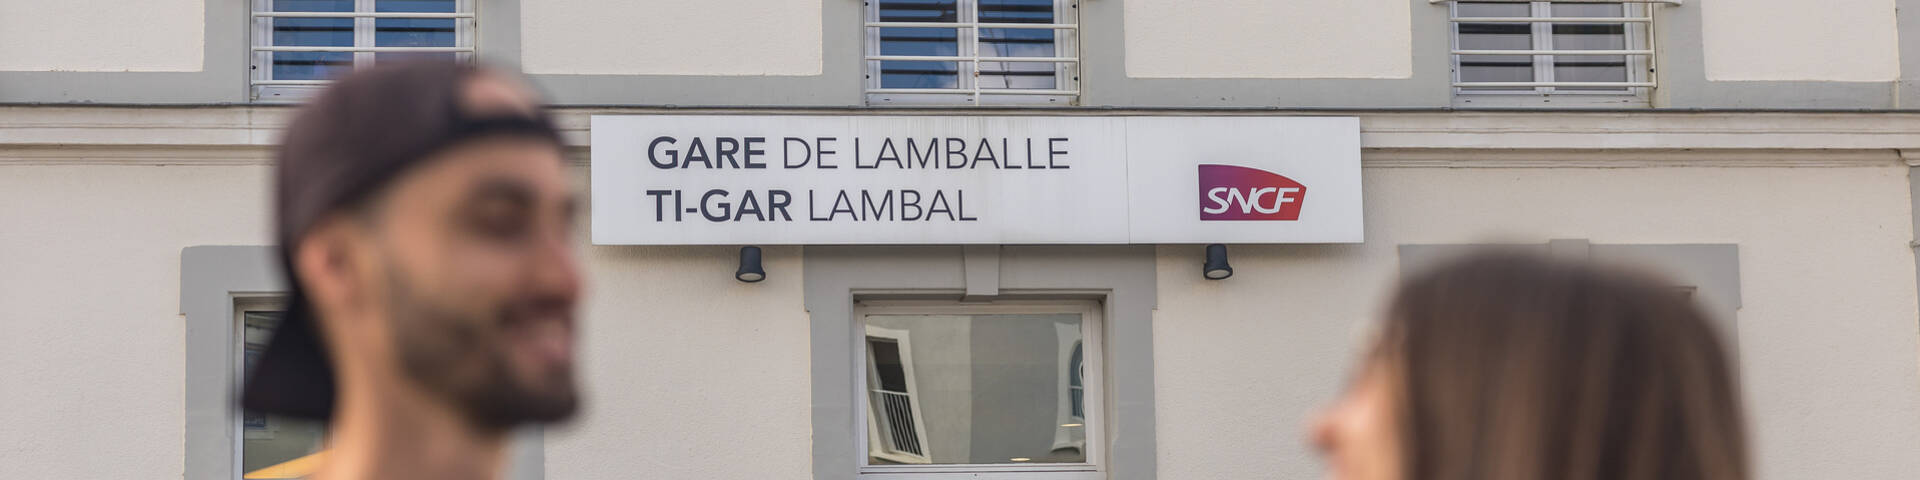 GARE DE LAMBALLE
TI-GAR LAMBAL
SNCF